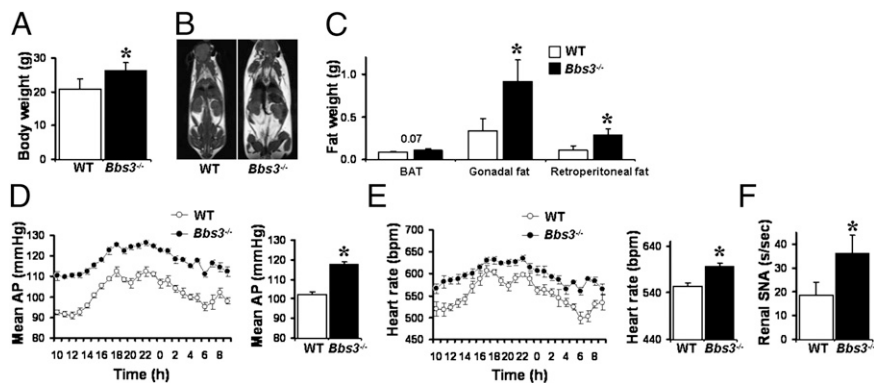 A
Body weight (g)
30
20
10
0
*
WT
Bbs3-/-
B
WT
Bbs3-/-
C
Fat weight (g)
1.0
0.5
0.0
0.07
*
*
WT
Bbs3-/-
BAT
Gonadal fat
Retroperitoneal fat
D
Mean AP (mmHg)
130
120
110
100
90
80
WT
Bbs3-/-
10 12 14 16 18 20 22 0 2 4 6 8
Time (h)
Mean AP (mmHg)
140
120
100
80
*
WT
Bbs3-/-
E
Heart rate (bpm)
700
650
600
550
500
450
WT
Bbs3-/-
10 12 14 16 18 20 22 0 2 4 6 8
Time (h)
Heart rate (bpm)
640
540
440
*
WT
Bbs3-/-
F
Renal SNA (s/sec)
60
40
20
0
*
WT
Bbs3-/-